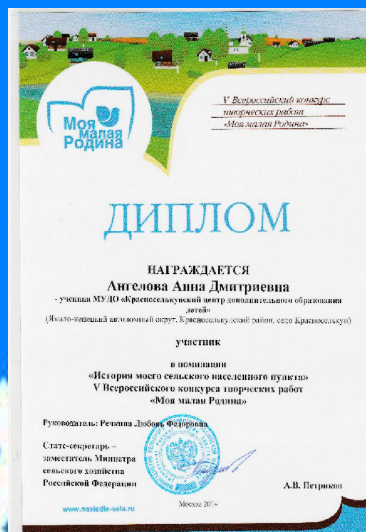 Моя
малая
Родина
V Всероссийский конкурс
творческих работ
«Моя малая Родина»
ДИПЛОМ
НАГРАЖДАЕТСЯ
Ангелова Анна Дмитриевна
- ученица МУДО «Красноселькупский центр дополнительного образования
детей»
(Ямало-ненецкий автономный округ, Красноселькупский район, село Красноселькуп)
участник
в номинации
«История моего сельского населенного пункта»
V Всероссийского конкурса творческих работ
«Моя малая Родина»
Руководитель: Речкина Любовь Федоровна
Статс-секретарь –
заместитель Министра
сельского хозяйства
Российской Федерации
А.В. Петриков
www.nasledie-sela.ru
Москва